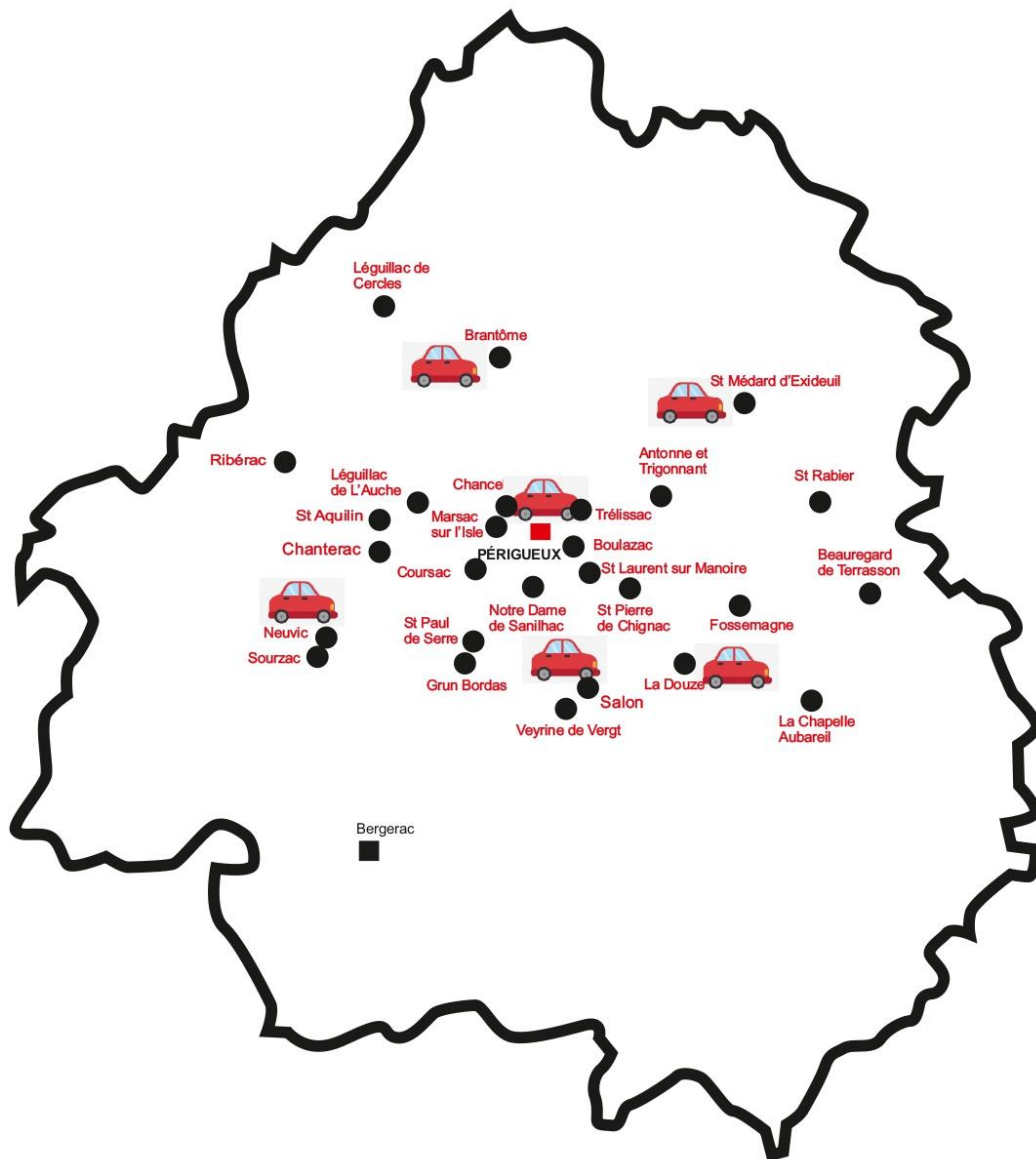 Léguillac de
Cercles
Brantôme
St Médard d'Exideuil
Antonne et
Trigonnant
Ribérac
Léguillac
de L'Auche
Chance
St Rabier
St Aquilin
Marsac
sur l'Isle
Trélissac
Chanterac
PÉRIGUEUX
Boulazac
Beauregard
de Terrasson
Coursac
St Laurent sur Manoire
Notre Dame
de Sanilhac
St Pierre
de Chignac
Fossemagne
Neuvic
St Paul
de Serre
Sourzac
Grun Bordas
La Douze
Salon
Veyrine de Vergt
La Chapelle
Aubareil
Bergerac